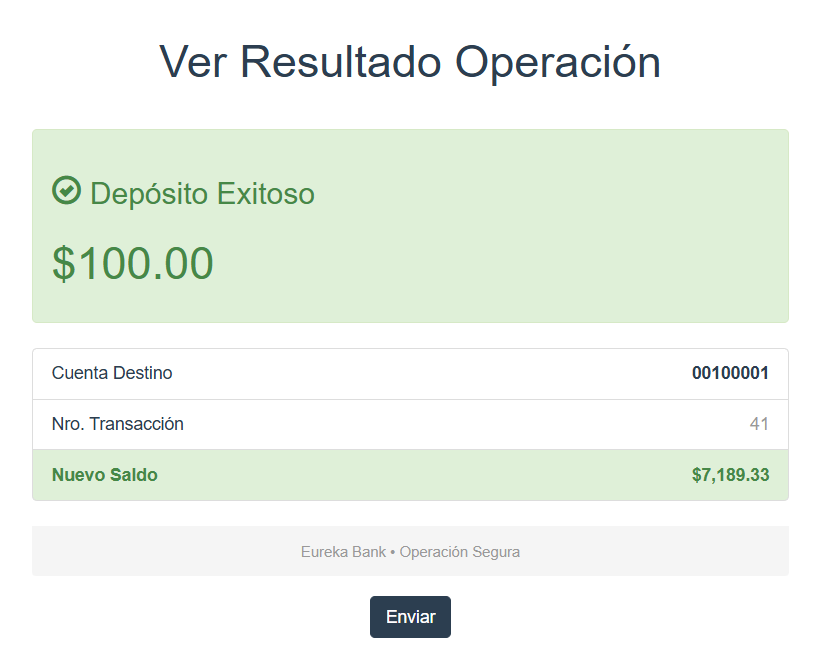 Ver Resultado Operación
Depósito Exitoso
$100.00
Cuenta Destino 00100001
Nro. Transacción 41
Nuevo Saldo $7,189.33
Eureka Bank • Operación Segura
Enviar